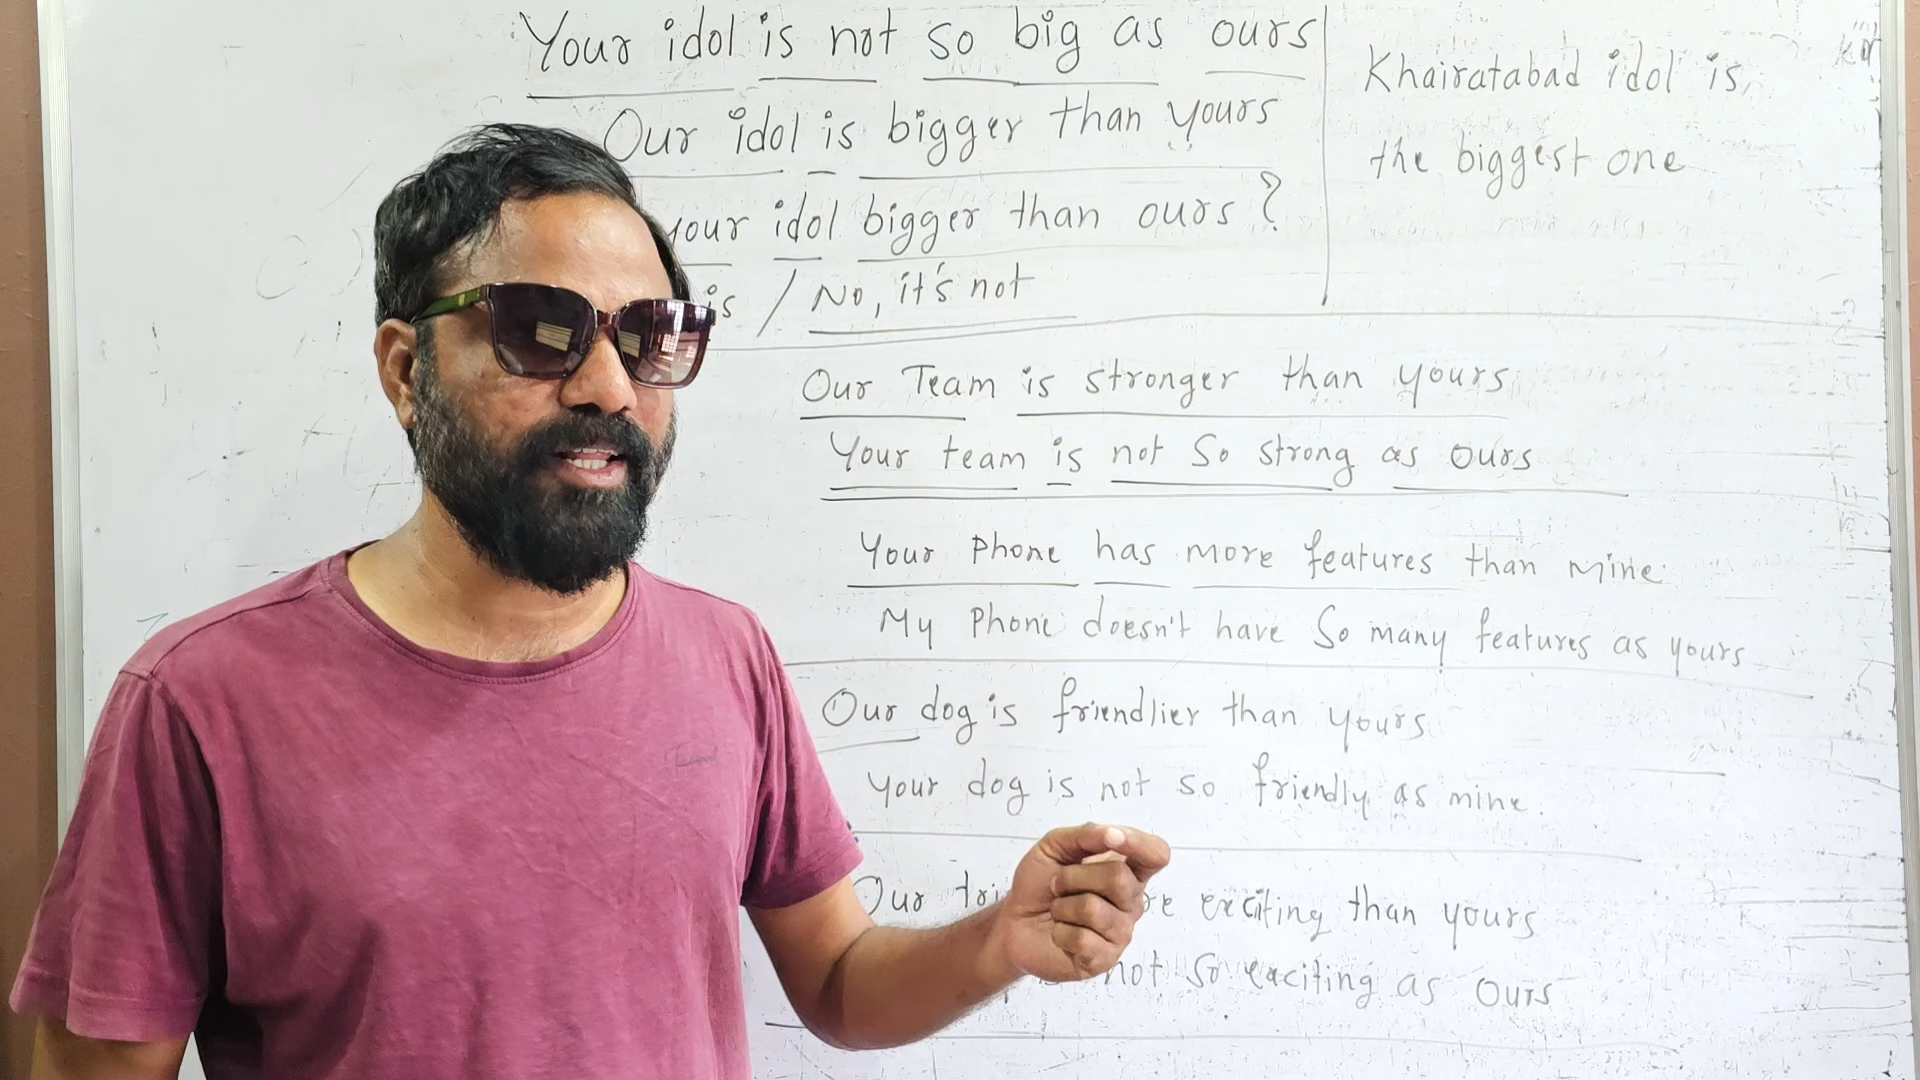 Your idol is not so big as ours
Our idol is bigger than yours
your idol bigger than ours ?
is / No, it's not
Khairatabad idol is
the biggest one
Our Team is stronger than yours
Your team is not So strong as ours
Your Phone has more features than mine
My Phone doesn't have So many features as yours
Our dog is friendlier than yours
Your dog is not so friendly as mine.
Our exciting than yours
not So exciting as ours